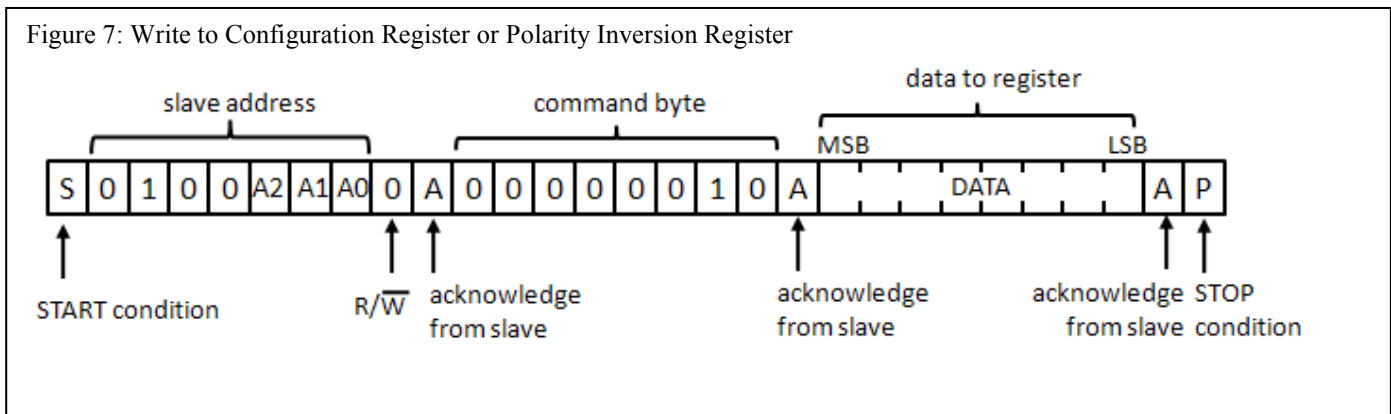 Figure 7: Write to Configuration Register or Polarity Inversion Register
data to register
slave address
command byte
MSB
LSB
S 0 1 0 0 A2 A1 A0 0 A 0 0 0 0 0 0 1 0 A DATA A P
START condition
R/W̅
acknowledge
from slave
acknowledge
from slave
acknowledge
from slave
STOP
condition